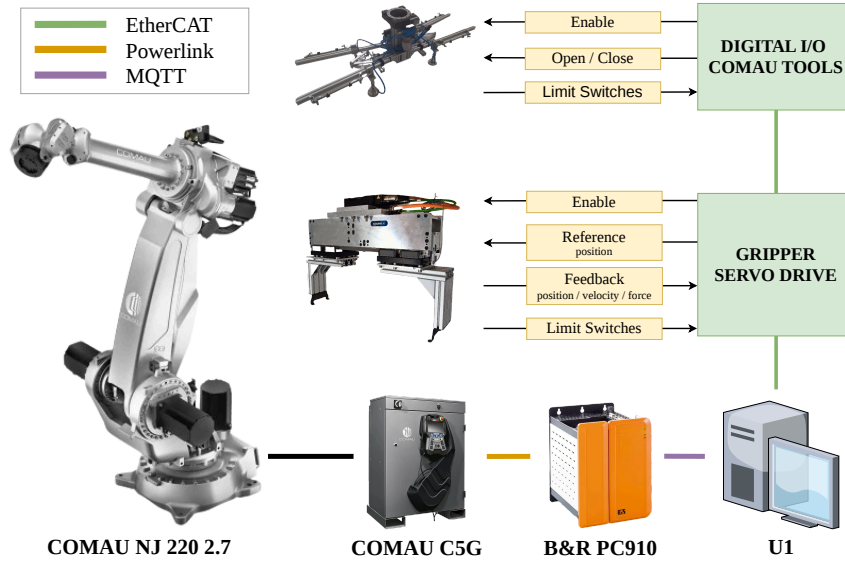 EtherCAT
Powerlink
MQTT
Enable
Open / Close
Limit Switches
DIGITAL I/O
COMAU TOOLS
COMAU
Enable
Reference
position
Feedback
position / velocity / force
Limit Switches
GRIPPER
SERVO DRIVE
COMAU NJ 220 2.7
COMAU C5G
B&R PC910
U1